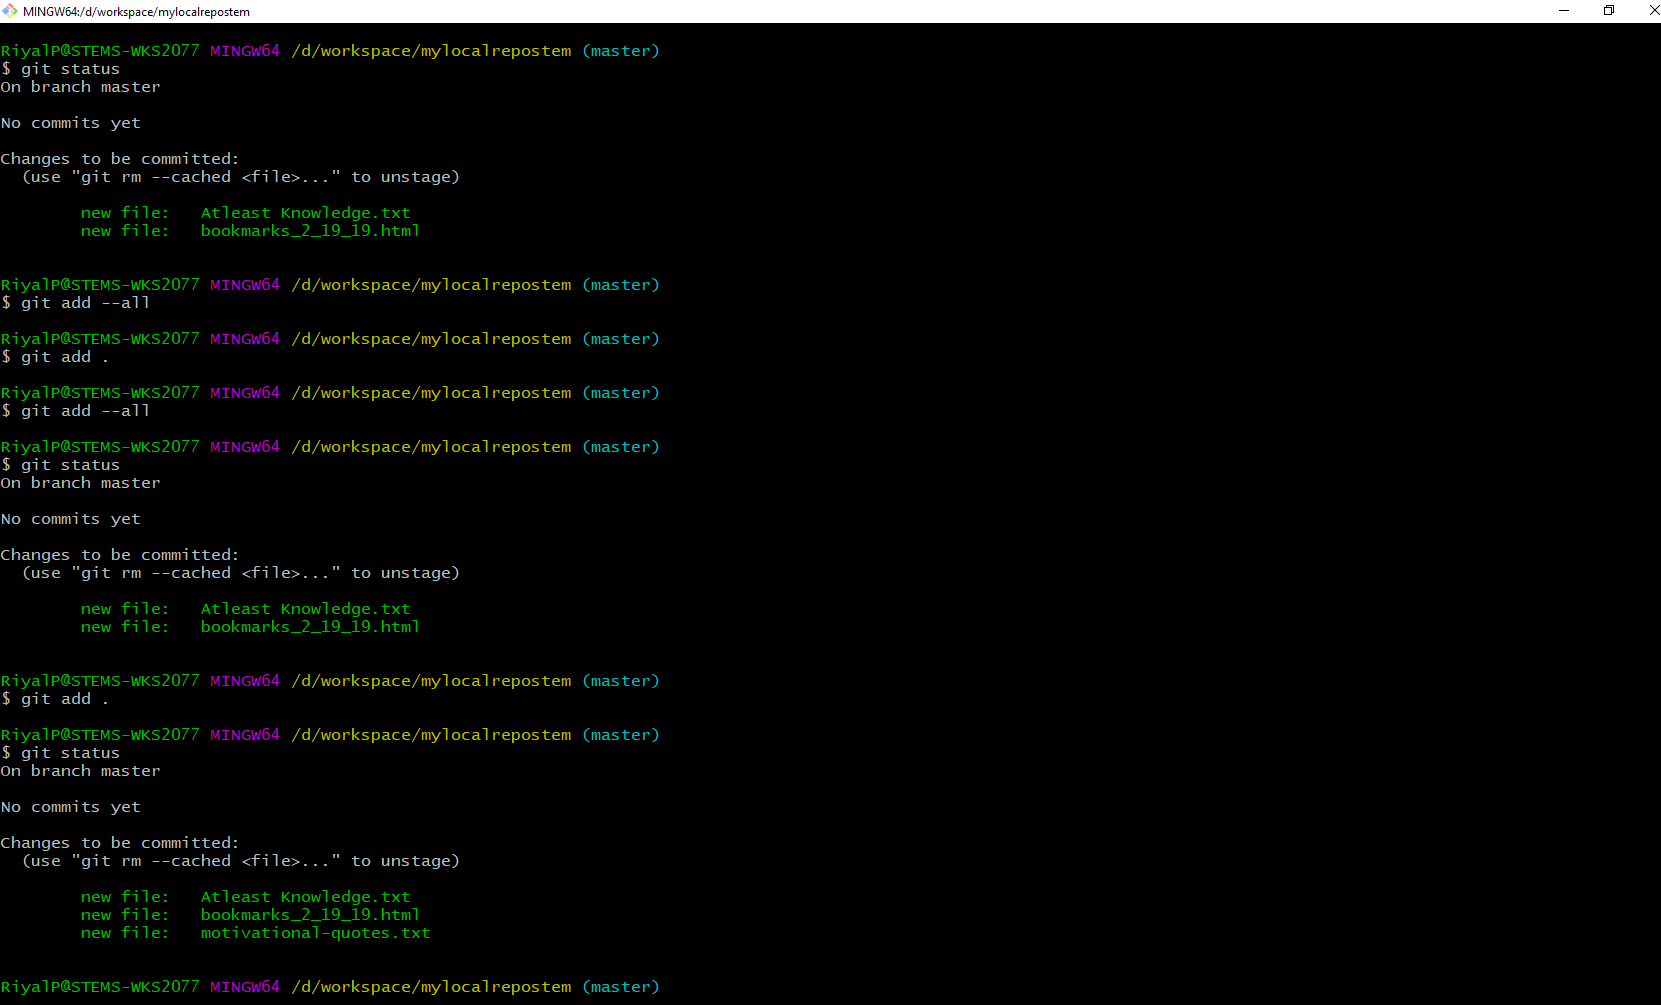 MINGW64:/d/workspace/mylocalrepostem
RiyalP@STEMS-WKS2077 MINGW64 /d/workspace/mylocalrepostem (master)
$ git status
On branch master
No commits yet
Changes to be committed:
  (use "git rm --cached <file>..." to unstage)
        new file:   Atleast Knowledge.txt
        new file:   bookmarks_2_19_19.html
RiyalP@STEMS-WKS2077 MINGW64 /d/workspace/mylocalrepostem (master)
$ git add --all
RiyalP@STEMS-WKS2077 MINGW64 /d/workspace/mylocalrepostem (master)
$ git add .
RiyalP@STEMS-WKS2077 MINGW64 /d/workspace/mylocalrepostem (master)
$ git add --all
RiyalP@STEMS-WKS2077 MINGW64 /d/workspace/mylocalrepostem (master)
$ git status
On branch master
No commits yet
Changes to be committed:
  (use "git rm --cached <file>..." to unstage)
        new file:   Atleast Knowledge.txt
        new file:   bookmarks_2_19_19.html
RiyalP@STEMS-WKS2077 MINGW64 /d/workspace/mylocalrepostem (master)
$ git add .
RiyalP@STEMS-WKS2077 MINGW64 /d/workspace/mylocalrepostem (master)
$ git status
On branch master
No commits yet
Changes to be committed:
  (use "git rm --cached <file>..." to unstage)
        new file:   Atleast Knowledge.txt
        new file:   bookmarks_2_19_19.html
        new file:   motivational-quotes.txt
RiyalP@STEMS-WKS2077 MINGW64 /d/workspace/mylocalrepostem (master)